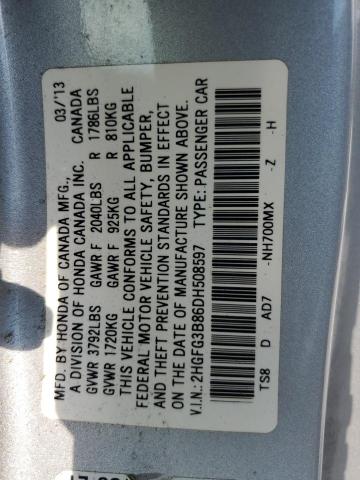 MFD. BY HONDA OF CANADA MFG., 03/'13
A DIVISION OF HONDA CANADA INC. CANADA
GVWR 3792LBS GAWR F 2040LBS R 1786LBS
GVWR 1720KG GAWR F 925KG R 810KG
THIS VEHICLE CONFORMS TO ALL APPLICABLE
FEDERAL MOTOR VEHICLE SAFETY, BUMPER,
AND THEFT PREVENTION STANDARDS IN EFFECT
ON THE DATE OF MANUFACTURE SHOWN ABOVE.
V.I.N.: 2HGFG3B86DH508597 TYPE: PASSENGER CAR
TS8 D AD7 -NH700MX -Z -H